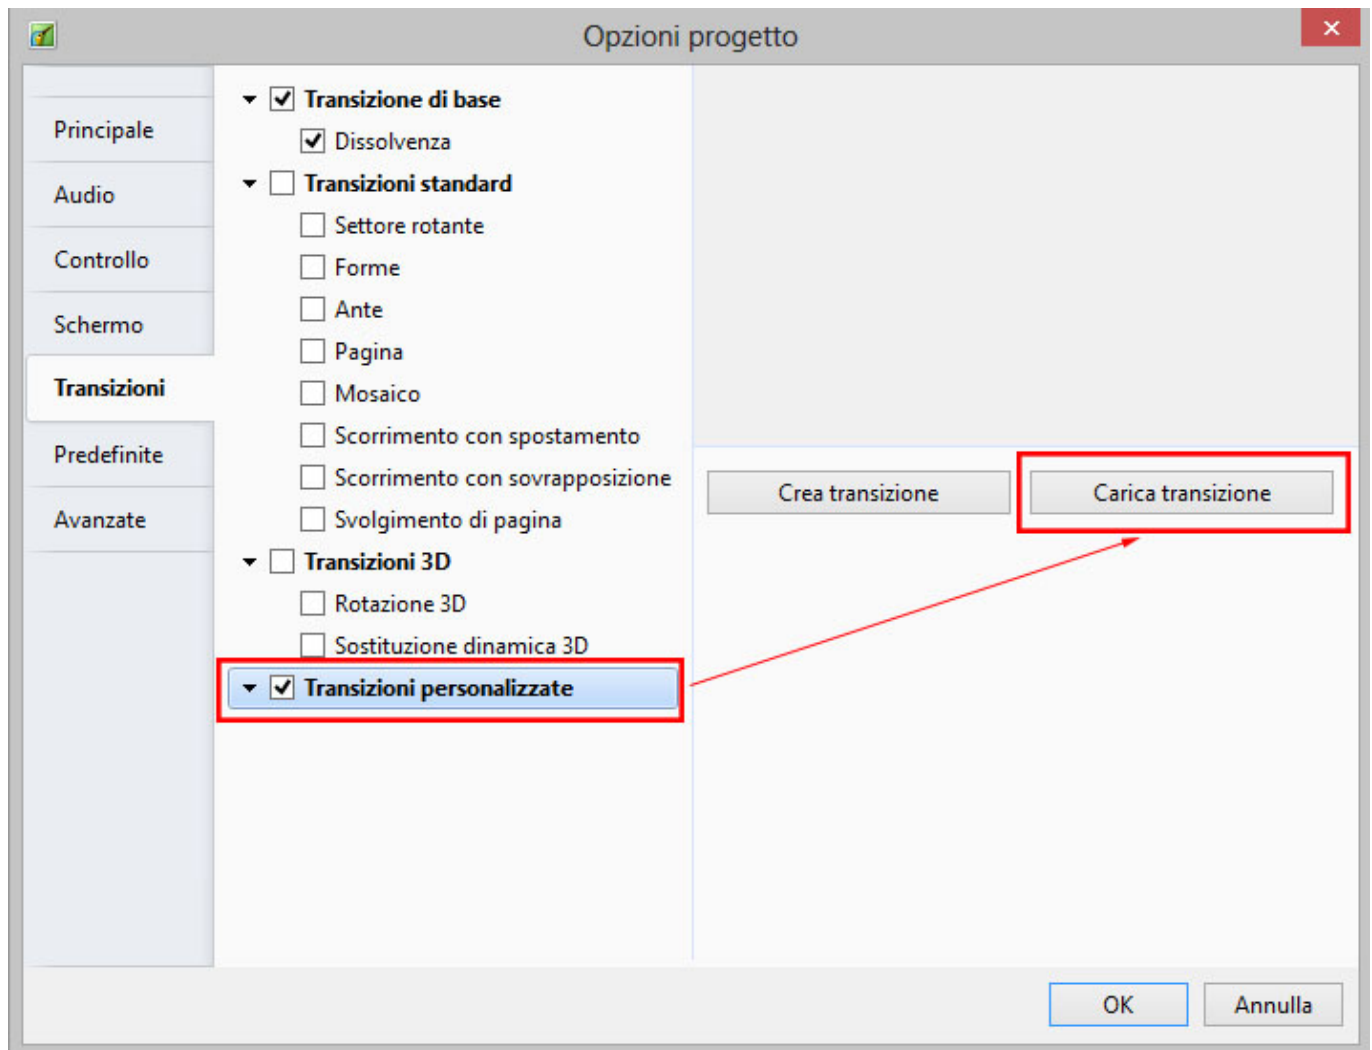 Opzioni progetto
Principale
Audio
Controllo
Schermo
Transizioni
Predefinite
Avanzate
Transizione di base
Dissolvenza
Transizioni standard
Settore rotante
Forme
Ante
Pagina
Mosaico
Scorrimento con spostamento
Scorrimento con sovrapposizione
Svolgimento di pagina
Transizioni 3D
Rotazione 3D
Sostituzione dinamica 3D
Transizioni personalizzate
Crea transizione
Carica transizione
OK
Annulla